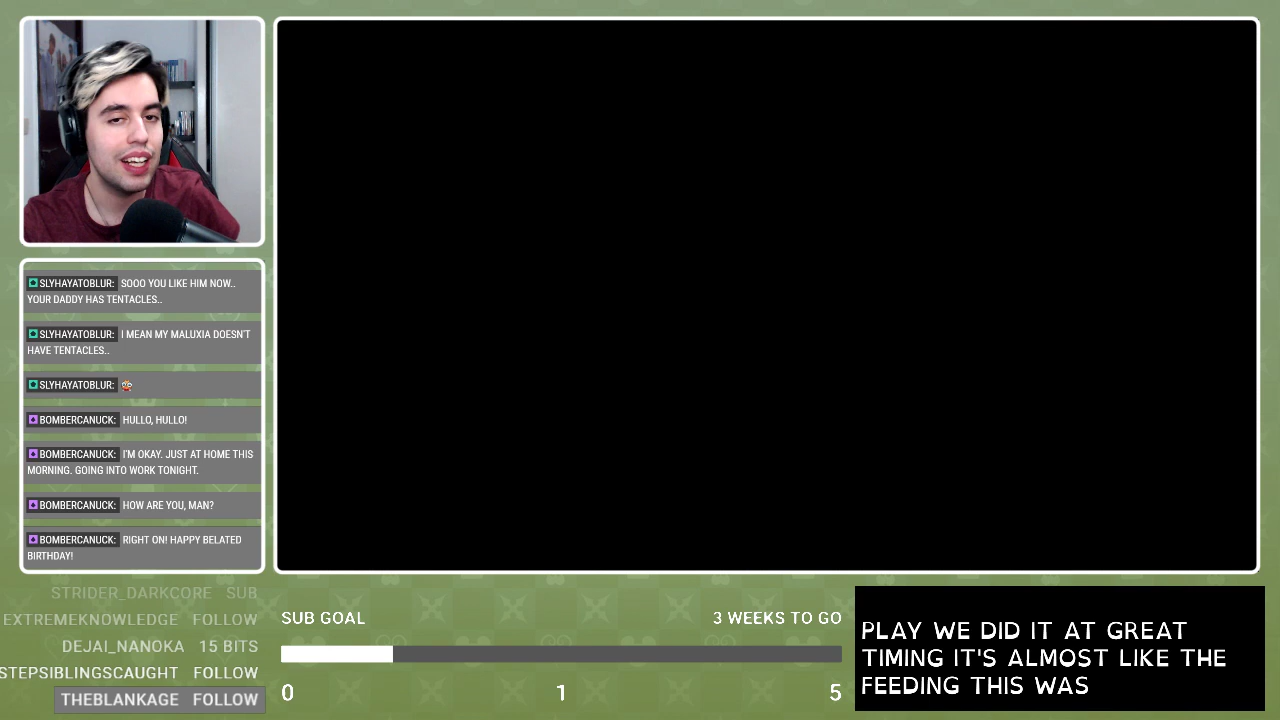 SLYHAYATOBLUR: SOOO YOU LIKE HIM NOW..
YOUR DADDY HAS TENTACLES..
SLYHAYATOBLUR: I MEAN MY MALUXIA DOESN'T
HAVE TENTACLES..
SLYHAYATOBLUR:
BOMBERCANUCK: HULLO, HULLO!
BOMBERCANUCK: I'M OKAY. JUST AT HOME THIS
MORNING. GOING INTO WORK TONIGHT.
BOMBERCANUCK: HOW ARE YOU, MAN?
BOMBERCANUCK: RIGHT ON! HAPPY BELATED
BIRTHDAY!
STRIDER_DARKCORE SUB
EXTREMEKNOWLEDGE FOLLOW
DEJAI_NANOKA 15 BITS
STEPSIBLINGSCAUGHT FOLLOW
THEBLANKAGE FOLLOW
SUB GOAL 3 WEEKS TO GO
0 1 5
PLAY WE DID IT AT GREAT
TIMING IT'S ALMOST LIKE THE
FEEDING THIS WAS